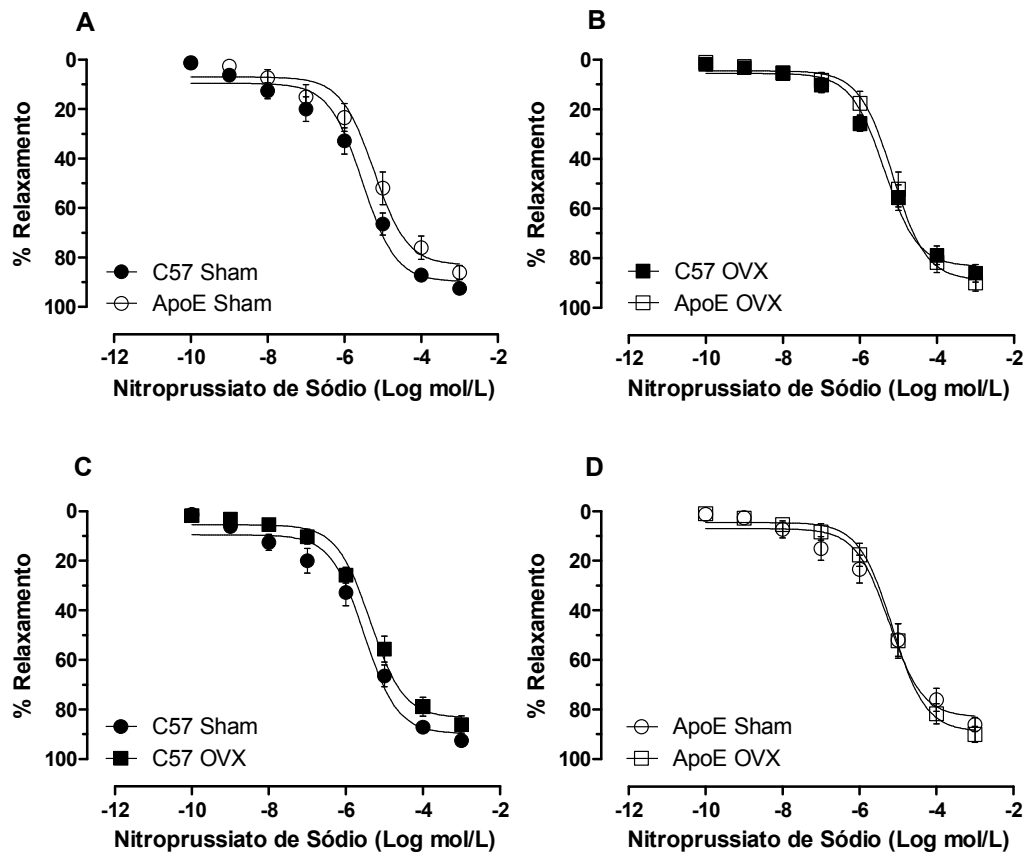 A
0
20
40
60
80
100
% Relaxamento
C57 Sham
ApoE Sham
-12 -10 -8 -6 -4 -2
Nitroprussiato de Sódio (Log mol/L)
B
0
20
40
60
80
100
% Relaxamento
C57 OVX
ApoE OVX
-12 -10 -8 -6 -4 -2
Nitroprussiato de Sódio (Log mol/L)
C
0
20
40
60
80
100
% Relaxamento
C57 Sham
C57 OVX
-12 -10 -8 -6 -4 -2
Nitroprussiato de Sódio (Log mol/L)
D
0
20
40
60
80
100
% Relaxamento
ApoE Sham
ApoE OVX
-12 -10 -8 -6 -4 -2
Nitroprussiato de Sódio (Log mol/L)